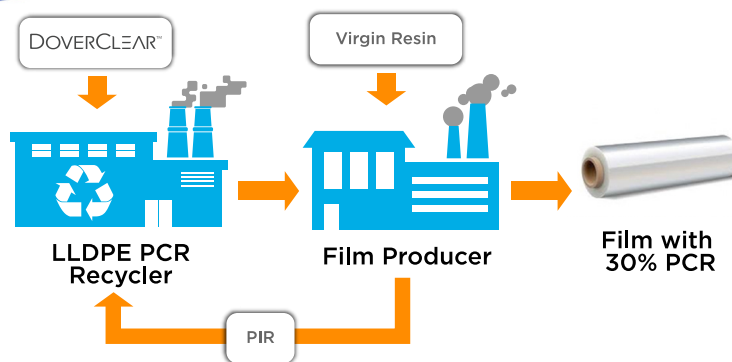 DOVERCLEAR™
Virgin Resin
LLDPE PCR
Recycler
Film Producer
Film with
30% PCR
PIR